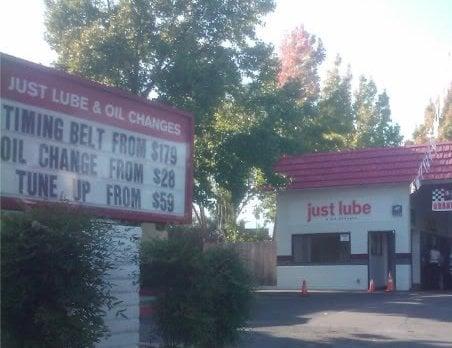 JUST LUBE & OIL CHANGES
TIMING BELT FROM $179
OIL CHANGE FROM $28
TUNE UP FROM $59
just lube